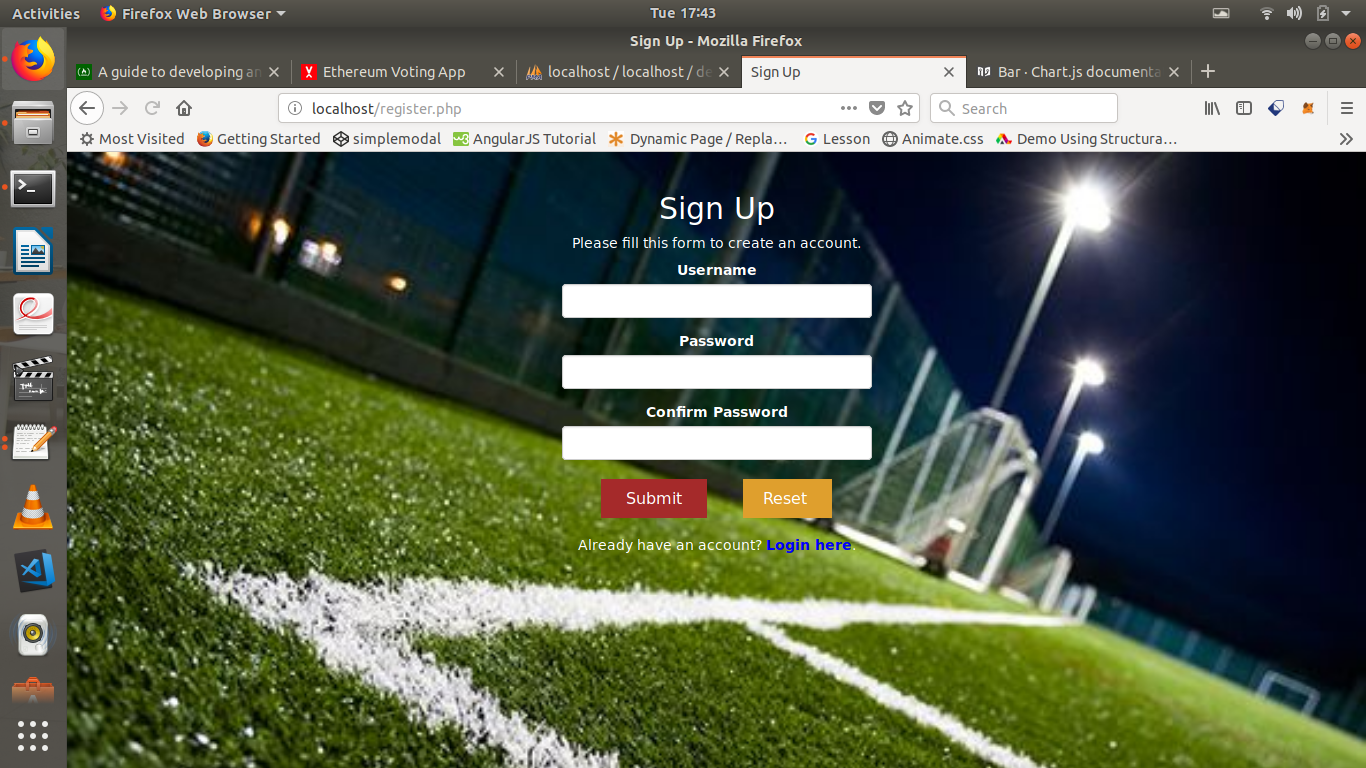 Activities
Firefox Web Browser
Tue 17:43
Sign Up - Mozilla Firefox
A guide to developing an
Ethereum Voting App
localhost / localhost / de
Sign Up
Bar · Chart.js documenta
localhost/register.php
Search
Most Visited
Getting Started
simplemodal
AngularJS Tutorial
Dynamic Page / Repla…
Lesson
Animate.css
Demo Using Structura…
Sign Up
Please fill this form to create an account.
Username
Password
Confirm Password
Submit
Reset
Already have an account? Login here.